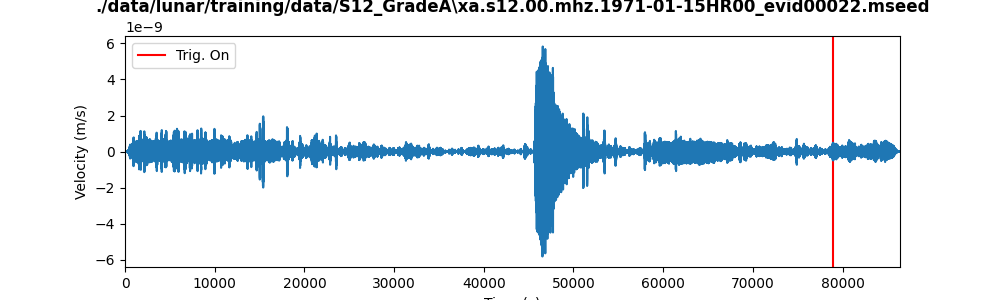 ./data/lunar/training/data/S12_GradeA\xa.s12.00.mhz.1971-01-15HR00_evid00022.mseed
1e−9
Trig. On
6
4
2
0
−2
−4
−6
Velocity (m/s)
0 10000 20000 30000 40000 50000 60000 70000 80000
Time (s)